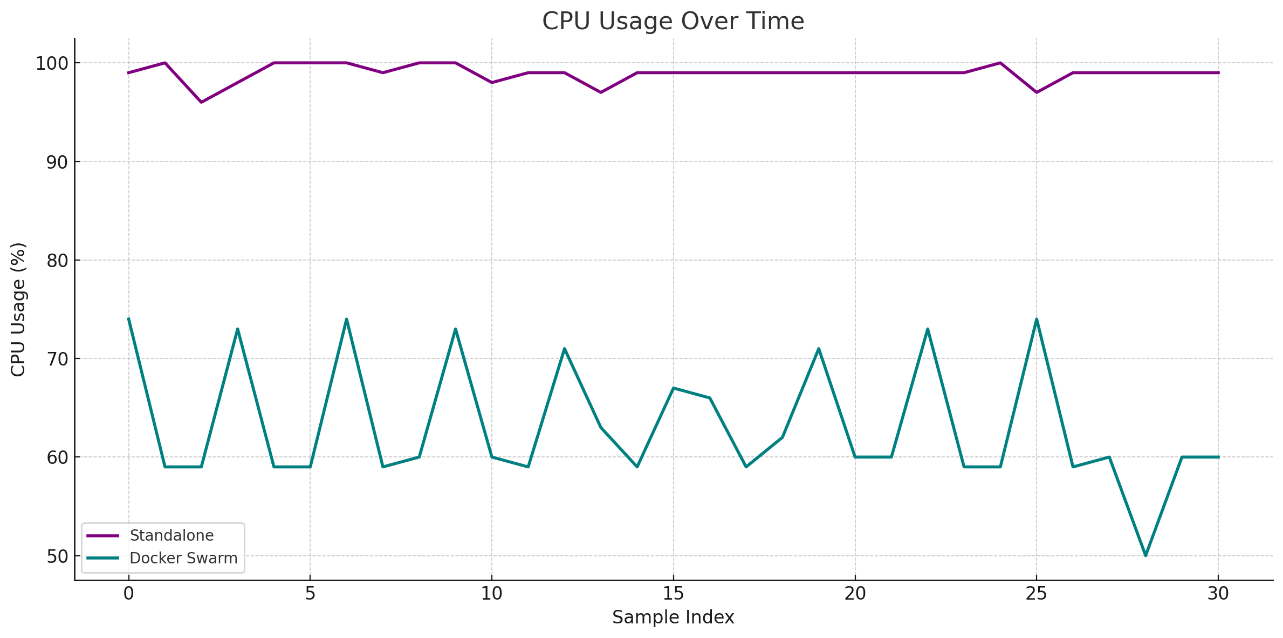 CPU Usage Over Time
100
90
80
70
60
50
CPU Usage (%)
Standalone
Docker Swarm
0 5 10 15 20 25 30
Sample Index